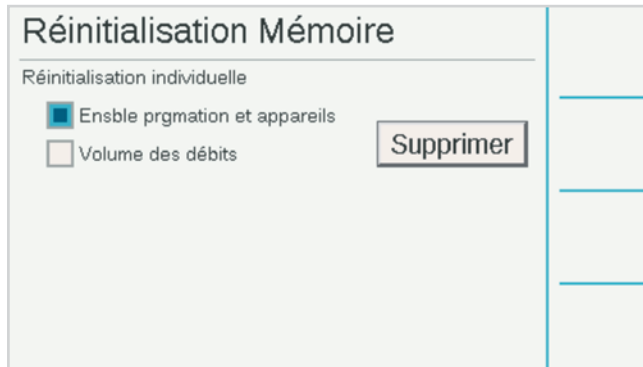 Réinitialisation Mémoire
Réinitialisation individuelle
Ensble prgmation et appareils
Volume des débits
Supprimer